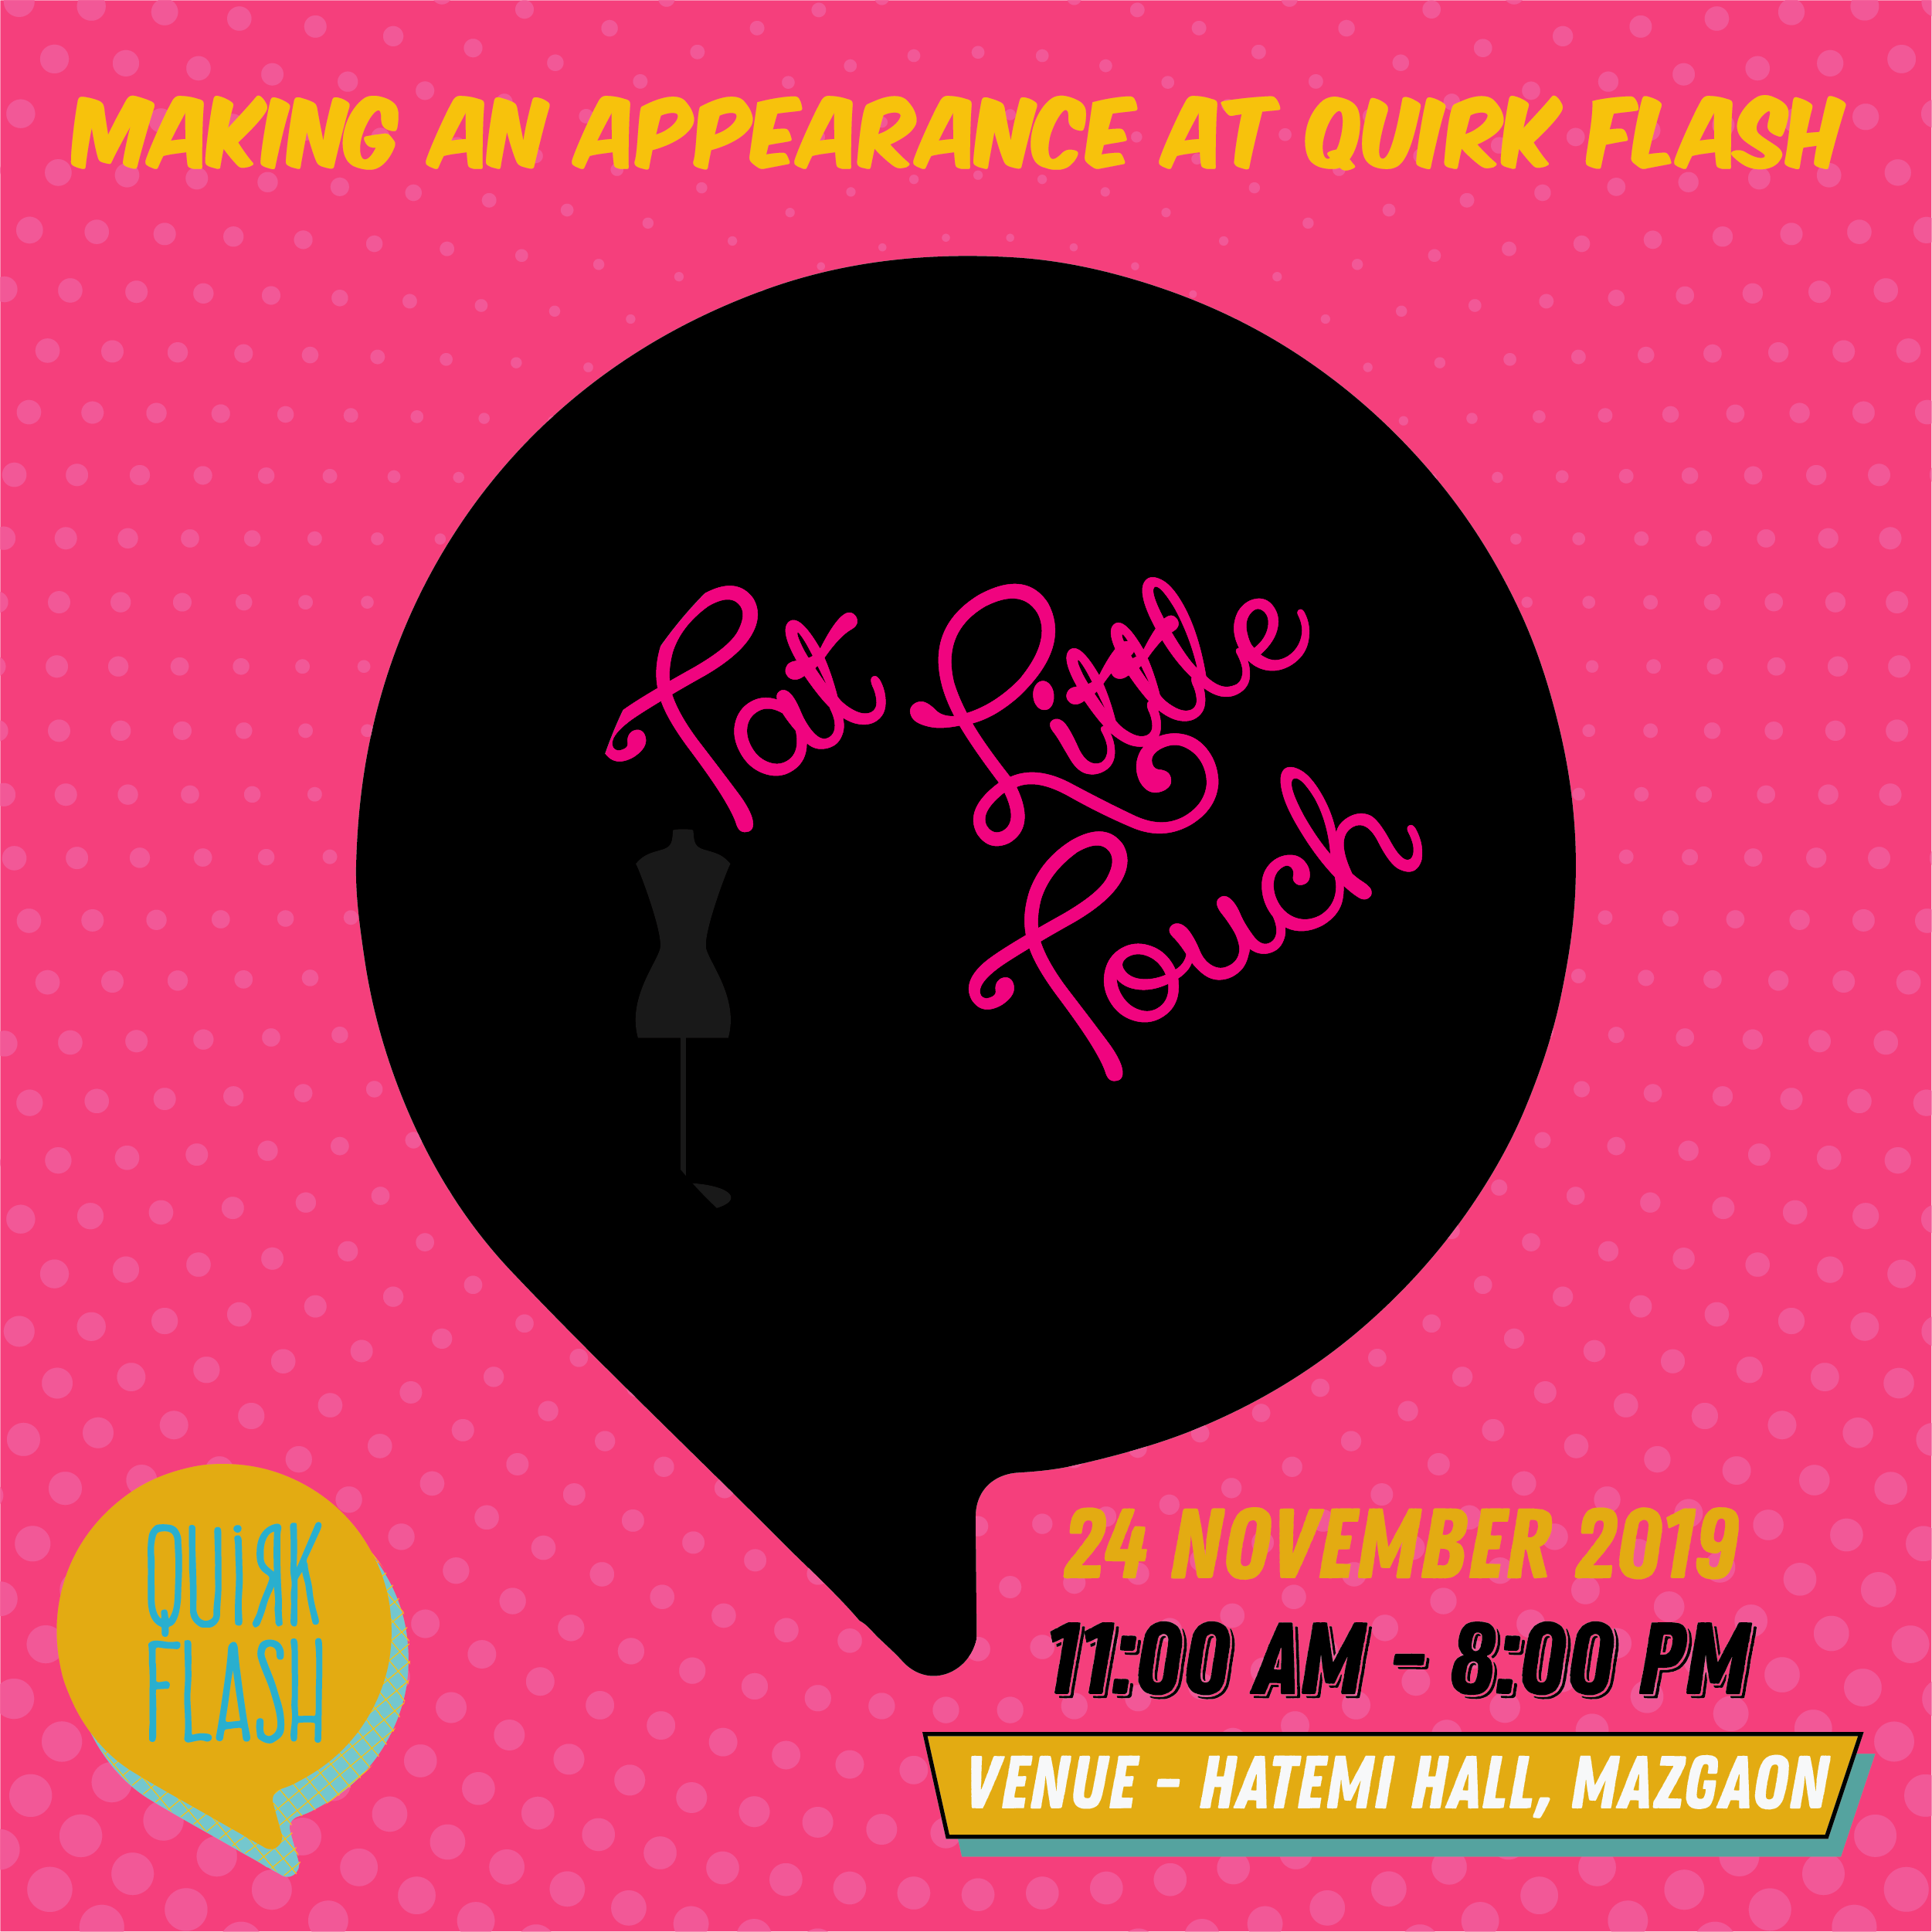 MAKING AN APPEARANCE AT QUIRK FLASH
Tat Little
Touch
QUiRK
FLASH
24 NOVEMBER 2019
11:00 AM - 8:00 PM
VENUE - HATEMI HALL, MAZGAON